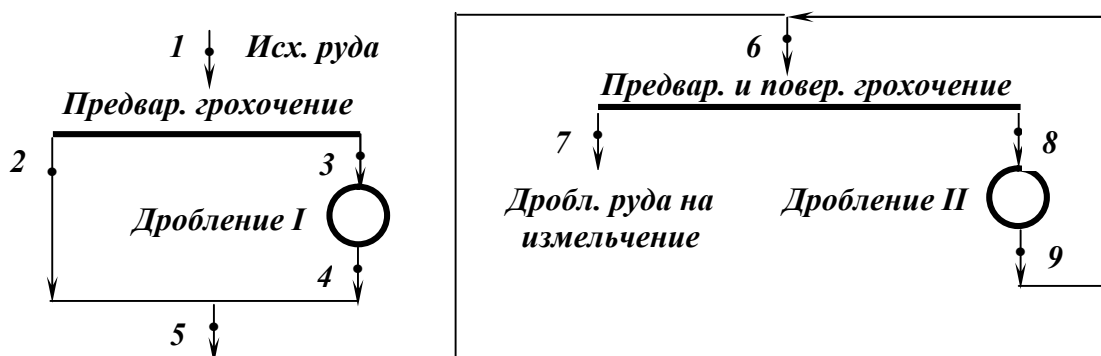 1 Исх. руда
Предвар. грохочение
2
3
Дробление I
4
5
6
Предвар. и повер. грохочение
7
8
Дробл. руда на
измельчение
Дробление II
9